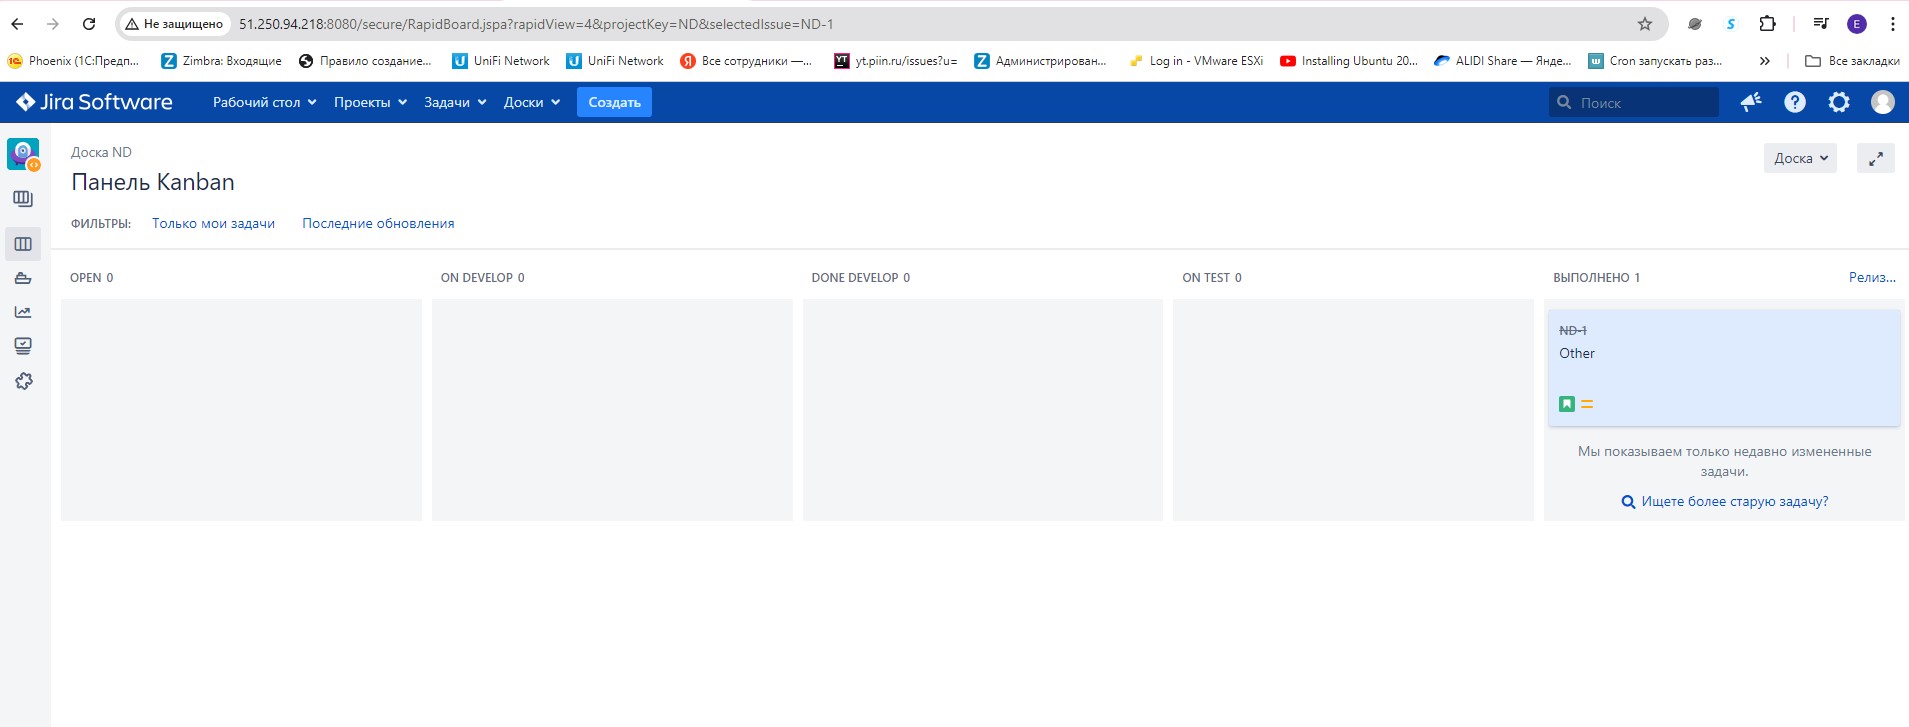 Не защищено 51.250.94.218:8080/secure/RapidBoard.jspa?rapidView=4&projectKey=ND&selectedIssue=ND-1 S E
1C Phoenix (1С:Предп... Z Zimbra: Входящие Правило создание... U UniFi Network U UniFi Network Я Все сотрудники —... YT yt.piin.ru/issues?u= Z Администрирован... Log in - VMware ESXi Installing Ubuntu 20... ALIDI Share — Янде... W Cron запускать раз... » Все закладки
Jira Software Рабочий стол Проекты Задачи Доски Создать Поиск ?
Доска ND
Доска
Панель Kanban
ФИЛЬТРЫ: Только мои задачи Последние обновления
OPEN 0 ON DEVELOP 0 DONE DEVELOP 0 ON TEST 0 ВЫПОЛНЕНО 1 Релиз...
ND-1
Other
Мы показываем только недавно измененные
задачи.
Ищете более старую задачу?